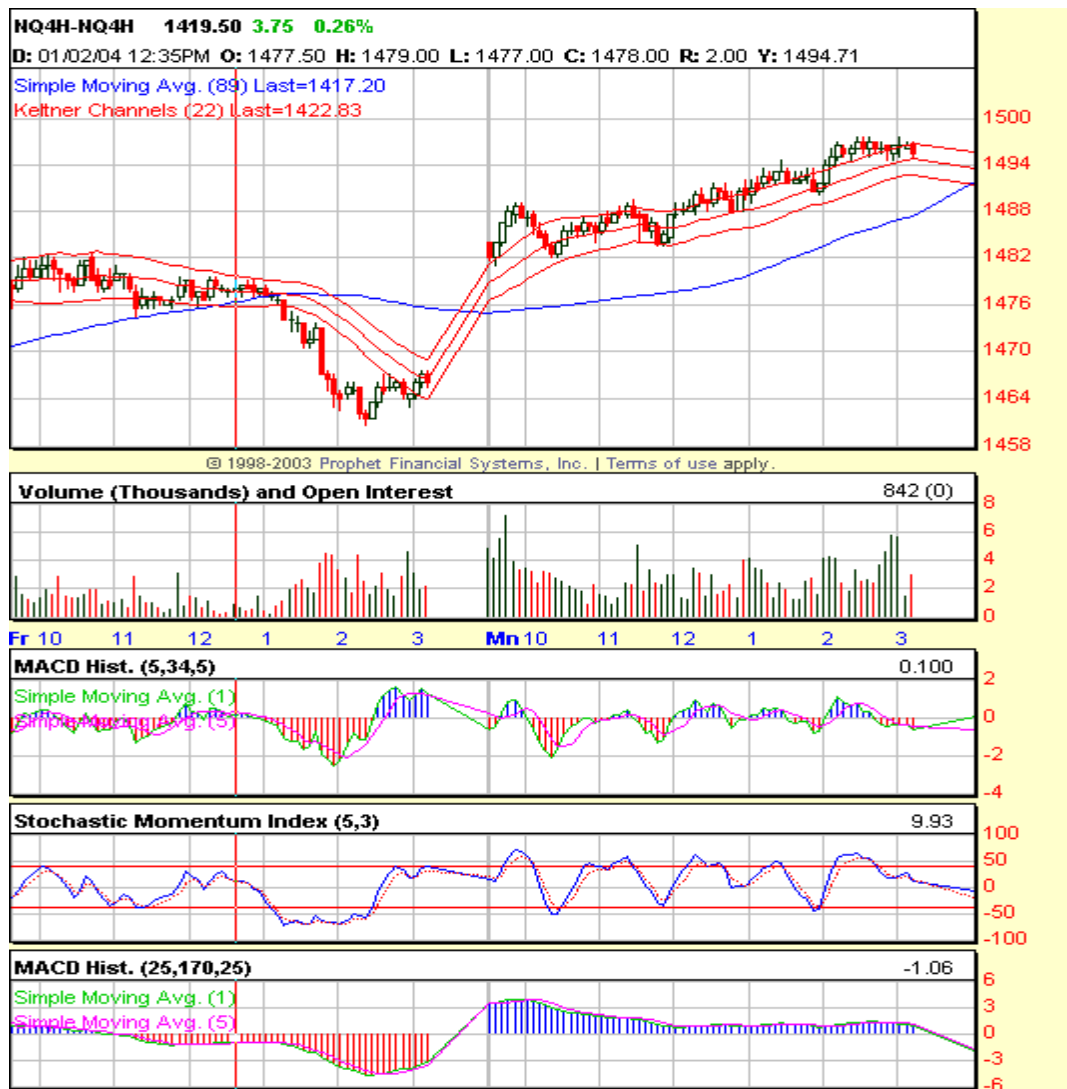 NQ4H-NQ4H 1419.50 3.75 0.26%
D: 01/02/04 12:35PM O: 1477.50 H: 1479.00 L: 1477.00 C: 1478.00 R: 2.00 Y: 1494.71
Simple Moving Avg. (89) Last=1417.20
Keltner Channels (22) Last=1422.83
1500
1494
1488
1482
1476
1470
1464
1458
© 1998-2003 Prophet Financial Systems, Inc. | Terms of use apply.
Volume (Thousands) and Open Interest 842 (0)
8
6
4
2
0
Fr 10 11 12 1 2 3 Mn 10 11 12 1 2 3
MACD Hist. (5,34,5) 0.100
2
Simple Moving Avg. (1)
Simple Moving Avg. (5)
0
-2
-4
Stochastic Momentum Index (5,3) 9.93
100
50
0
-50
-100
MACD Hist. (25,170,25) -1.06
6
Simple Moving Avg. (1)
3
Simple Moving Avg. (5)
0
-3
-6